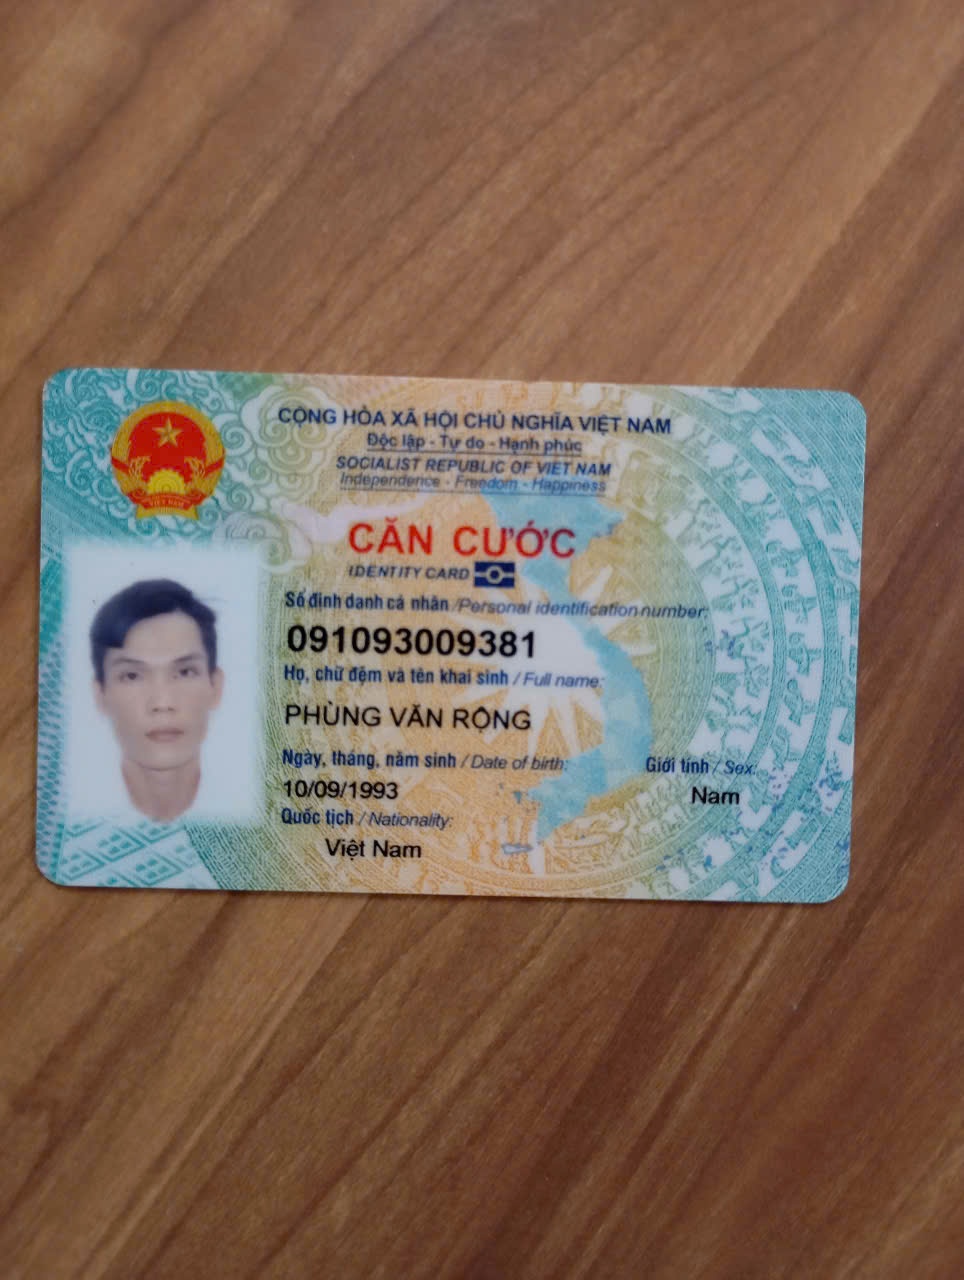 CỘNG HÒA XÃ HỘI CHỦ NGHĨA VIỆT NAM
Độc lập - Tự do - Hạnh phúc
SOCIALIST REPUBLIC OF VIET NAM
Independence - Freedom - Happiness
VIỆT NAM
CĂN CƯỚC
IDENTITY CARD
Số định danh cá nhân / Personal identification number:
091093009381
Họ, chữ đệm và tên khai sinh / Full name:
PHÙNG VĂN RỘNG
Ngày, tháng, năm sinh / Date of birth: Giới tính / Sex:
10/09/1993 Nam
Quốc tịch / Nationality:
Việt Nam